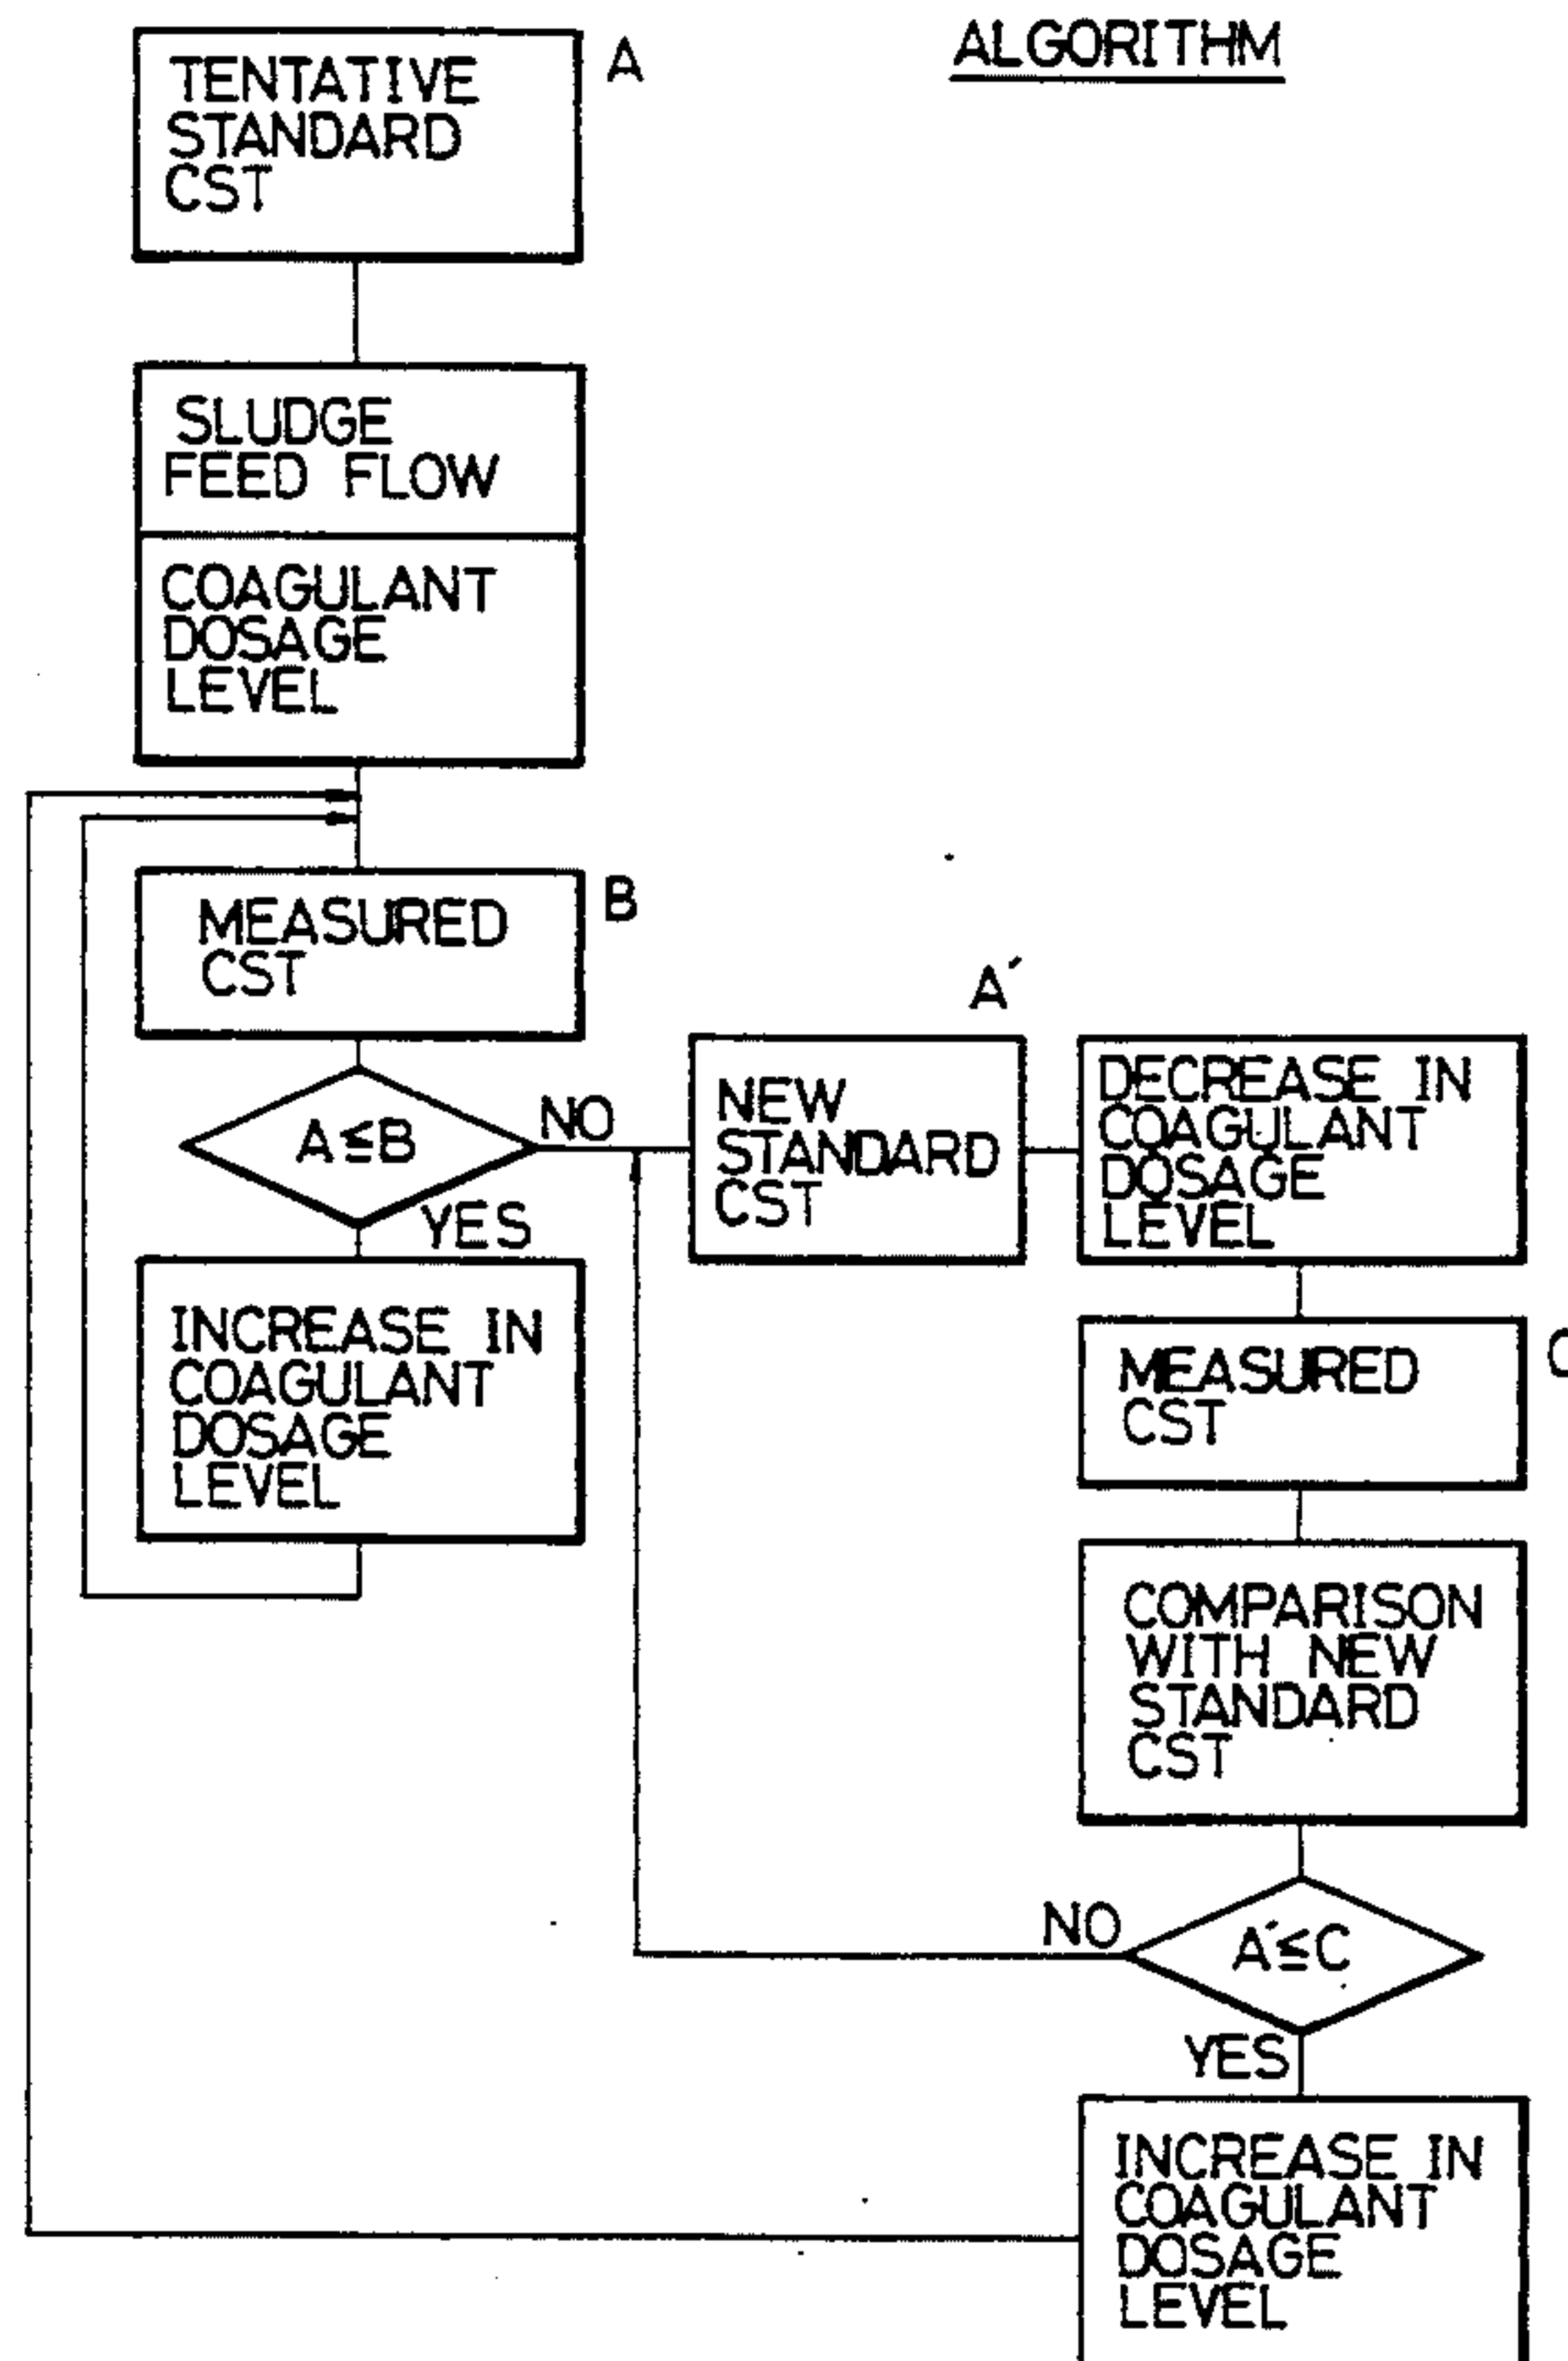 ALGORITHM
TENTATIVE
STANDARD
CST
A
SLUDGE
FEED FLOW
COAGULANT
DOSAGE
LEVEL
MEASURED
CST
B
A≤B
NO
YES
INCREASE IN
COAGULANT
DOSAGE
LEVEL
A´
NEW
STANDARD
CST
DECREASE IN
COAGULANT
DOSAGE
LEVEL
MEASURED
CST
C
COMPARISON
WITH NEW
STANDARD
CST
A´≤C
NO
YES
INCREASE IN
COAGULANT
DOSAGE
LEVEL